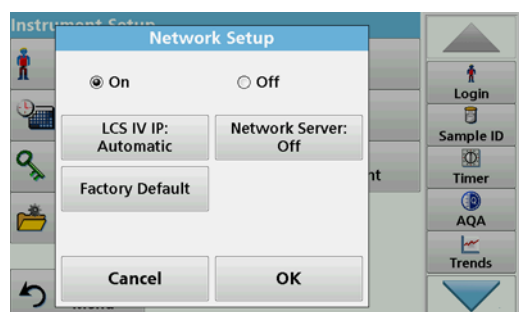 Network Setup
On
Off
LCS IV IP:
Automatic
Network Server:
Off
Factory Default
Cancel
OK
Login
Sample ID
Timer
AQA
Trends